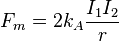 F_m = 2k_A \frac{I_1 I_2}{r}